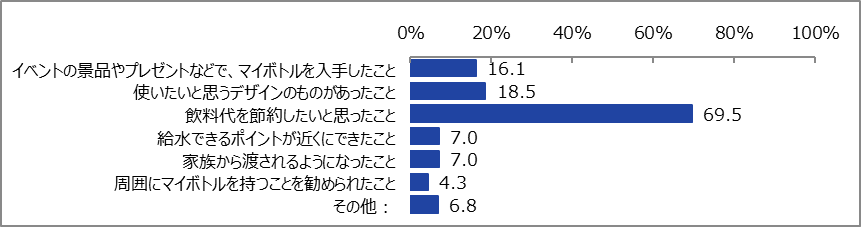 0% 20% 40% 60% 80% 100%
イベントの景品やプレゼントなどで、マイボトルを入手したこと 16.1
使いたいと思うデザインのものがあったこと 18.5
飲料代を節約したいと思ったこと 69.5
給水できるポイントが近くにできたこと 7.0
家族から渡されるようになったこと 7.0
周囲にマイボトルを持つことを勧められたこと 4.3
その他： 6.8